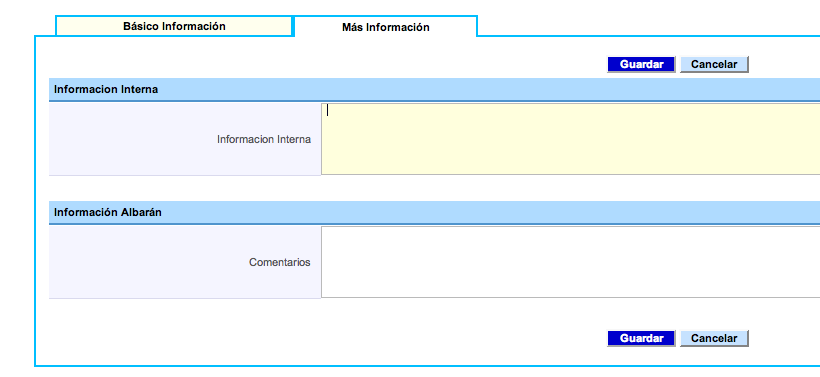 Básico Información
Más Información
Guardar Cancelar
Informacion Interna
Informacion Interna
Información Albarán
Comentarios
Guardar Cancelar